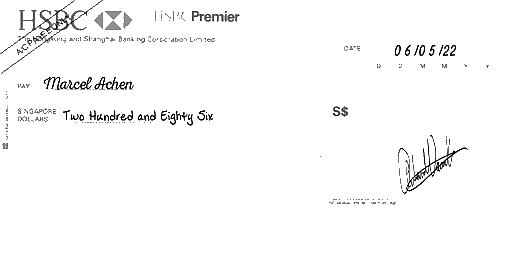 HSBC HSBC Premier
The Hongkong and Shanghai Banking Corporation Limited
A/C PAYEE ONLY
DATE 06/05/22
D D M M Y Y
PAY Marcel Achen
SINGAPORE DOLLARS Two Hundred and Eighty Six
S$